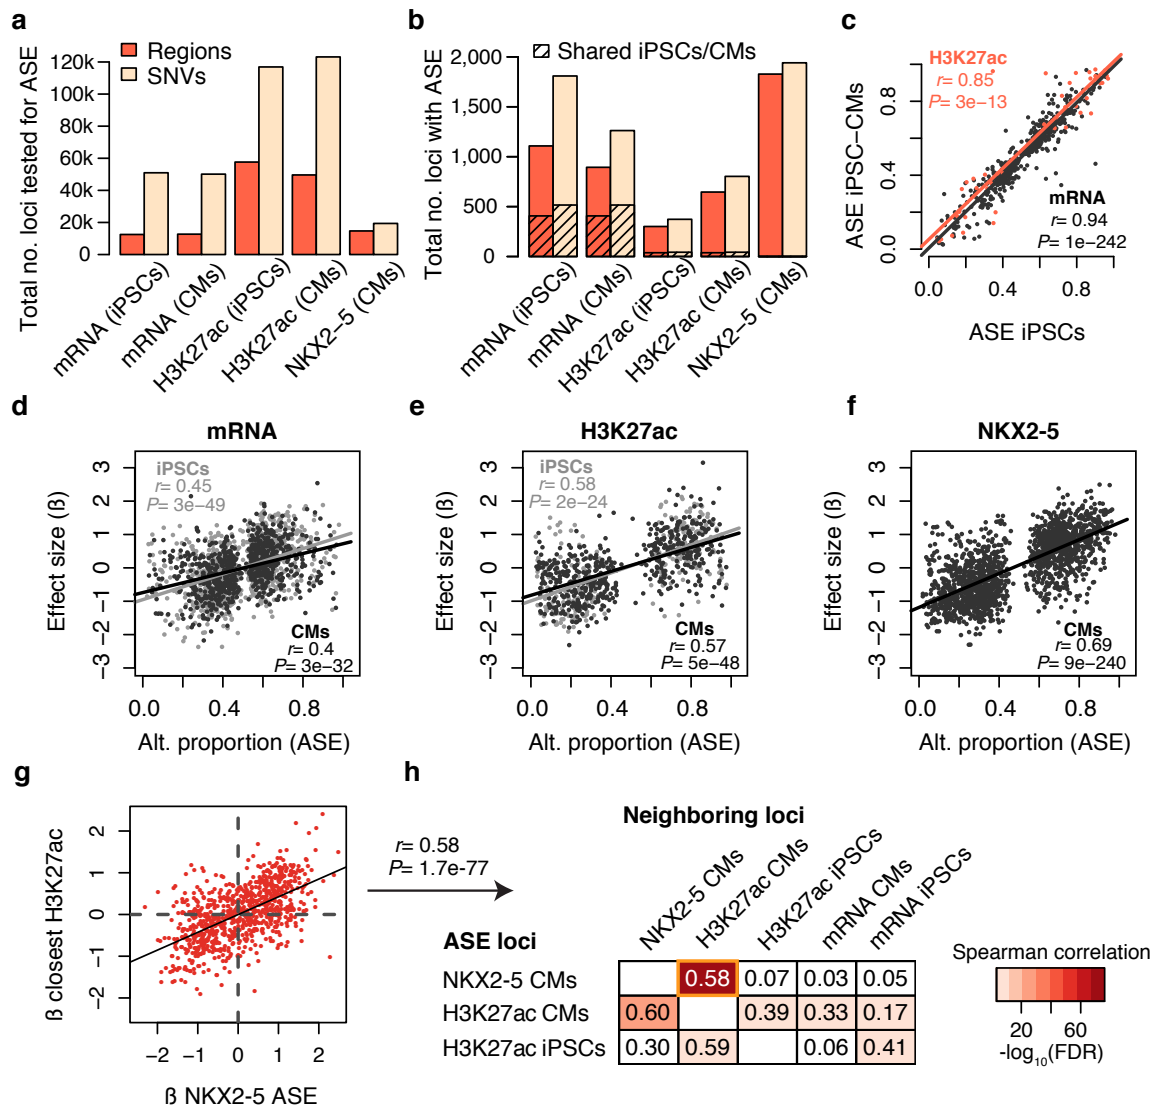 a
Total no. loci tested for ASE
120k
100k
80k
60k
40k
20k
0
Regions
SNVs
mRNA (iPSCs)
mRNA (CMs)
H3K27ac (iPSCs)
H3K27ac (CMs)
NKX2−5 (CMs)
b
Total no. loci with ASE
2,000
1,500
1,000
500
0
Shared iPSCs/CMs
mRNA (iPSCs)
mRNA (CMs)
H3K27ac (iPSCs)
H3K27ac (CMs)
NKX2−5 (CMs)
c
ASE iPSC−CMs
0.8
0.4
0.0
H3K27ac
r= 0.85
P= 3e−13
mRNA
r= 0.94
P= 1e−242
0.0 0.4 0.8
ASE iPSCs
d
mRNA
Effect size (ß)
3
2
1
0
−1
−2
−3
iPSCs
r= 0.45
P= 3e−49
CMs
r= 0.4
P= 3e−32
0.0 0.4 0.8
Alt. proportion (ASE)
e
H3K27ac
Effect size (ß)
3
2
1
0
−1
−2
−3
iPSCs
r= 0.58
P= 2e−24
CMs
r= 0.57
P= 5e−48
0.0 0.4 0.8
Alt. proportion (ASE)
f
NKX2-5
Effect size (ß)
3
2
1
0
−1
−2
−3
CMs
r= 0.69
P= 9e−240
0.0 0.4 0.8
Alt. proportion (ASE)
g
ß closest H3K27ac
2
1
0
−1
−2
−2 −1 0 1 2
ß NKX2-5 ASE
r= 0.58
P= 1.7e-77
h
Neighboring loci
NKX2-5 CMs
H3K27ac CMs
H3K27ac iPSCs
mRNA CMs
mRNA iPSCs
ASE loci
NKX2-5 CMs 0.58 0.07 0.03 0.05
H3K27ac CMs 0.60 0.39 0.33 0.17
H3K27ac iPSCs 0.30 0.59 0.06 0.41
Spearman correlation
20 60
-log10(FDR)